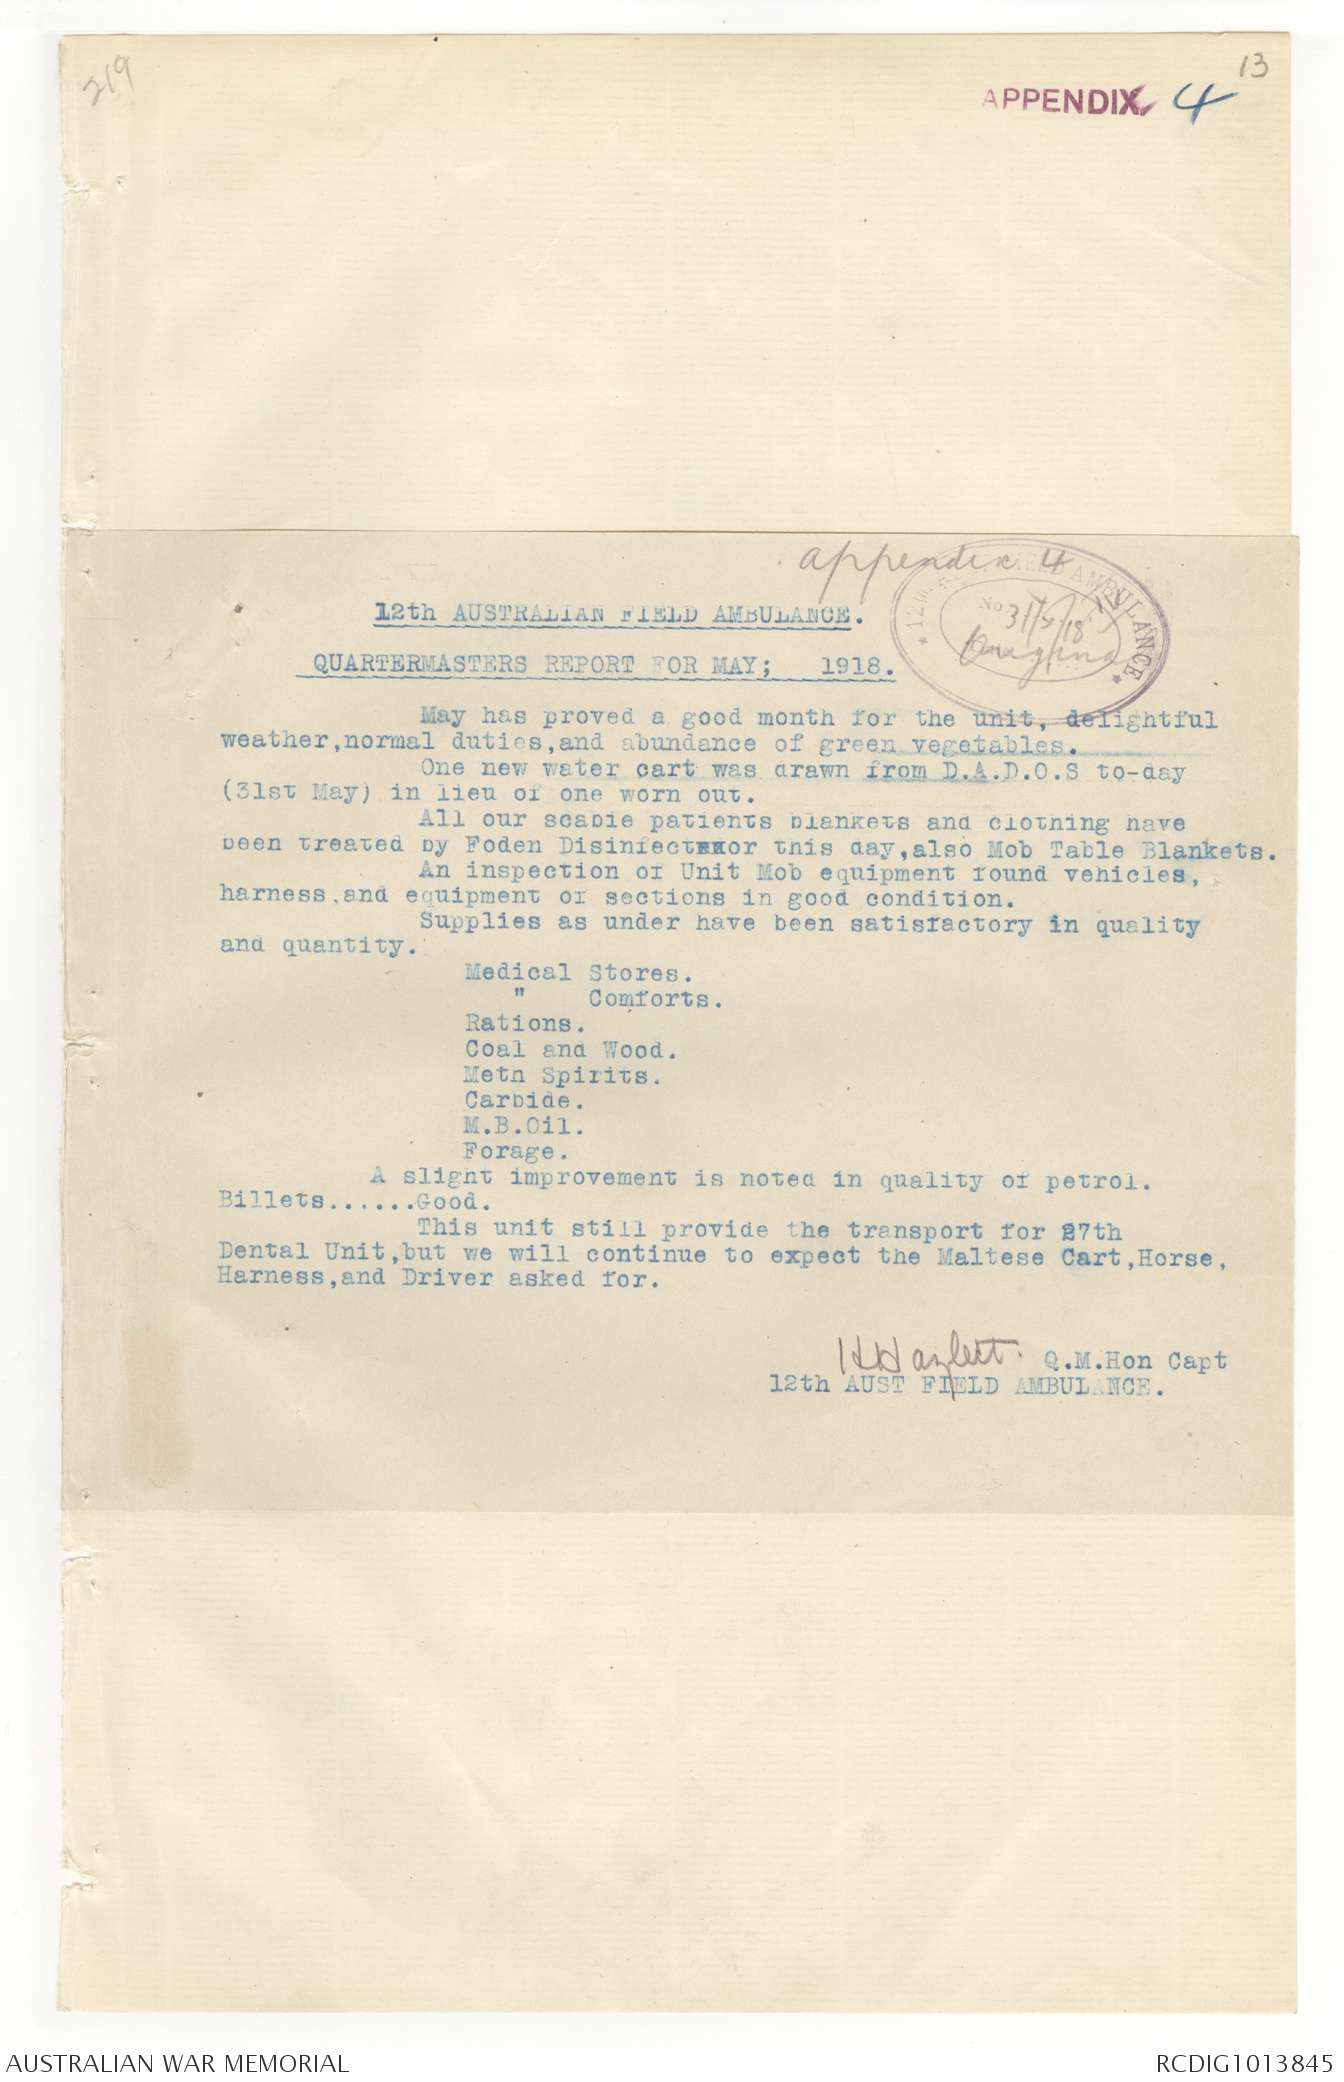 219
13
APPENDIX 4
appendix 4
12th AUSTRALIAN FIELD AMBULANCE.
FIELD AMBULANCE
No
31/5/18
QUARTERMASTERS REPORT FOR MAY; 1918.
May has proved a good month for the unit, delightful
weather,normal duties,and abundance of green vegetables.
One new water cart was drawn from D.A.D.O.S to-day
(31st May) in lieu of one worn out.
All our scabie patients blankets and clothing have
been treated by Foden Disinfectxxor this day,also Mob Table Blankets.
An inspection of Unit Mob equipment found vehicles,
harness,and equipment of sections in good condition.
Supplies as under have been satisfactory in quality
and quantity.
Medical Stores.
" Comforts.
Rations.
Coal and Wood.
Meth Spirits.
Carbide.
M.B.Oil.
Forage.
A slight improvement is noted in quality of petrol.
Billets......Good.
This unit still provide the transport for 27th
Dental Unit,but we will continue to expect the Maltese Cart,Horse,
Harness,and Driver asked for.
H Hazlett. Q.M.Hon Capt
12th AUST FIELD AMBULANCE.
AUSTRALIAN WAR MEMORIAL
RCDIG1013845